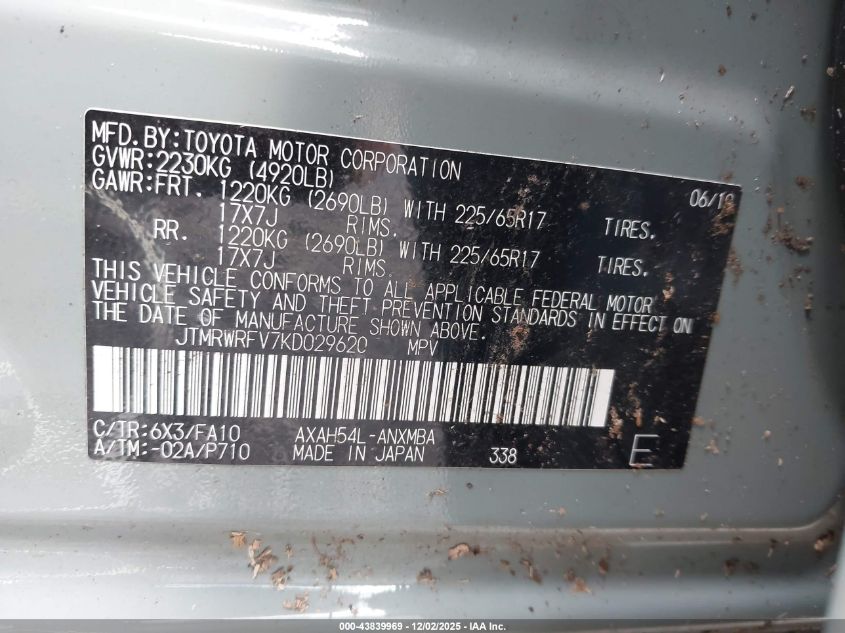 MFD.BY:TOYOTA MOTOR CORPORATION 06/19
GVWR:2230KG (4920LB)
GAWR:FRT. 1220KG (2690LB) WITH 225/65R17 TIRES.
17X7J RIMS.
RR. 1220KG (2690LB) WITH 225/65R17 TIRES.
17X7J RIMS.
THIS VEHICLE CONFORMS TO ALL APPLICABLE FEDERAL MOTOR
VEHICLE SAFETY AND THEFT PREVENTION STANDARDS IN EFFECT ON
THE DATE OF MANUFACTURE SHOWN ABOVE.
JTMRWRFV7KD029620 MPV
C/TR:6X3/FA10 AXAH54L-ANXMBA
A/TM:-02A/P710 MADE IN JAPAN 338 E
000-43839969 - 12/02/2025 - IAA Inc.